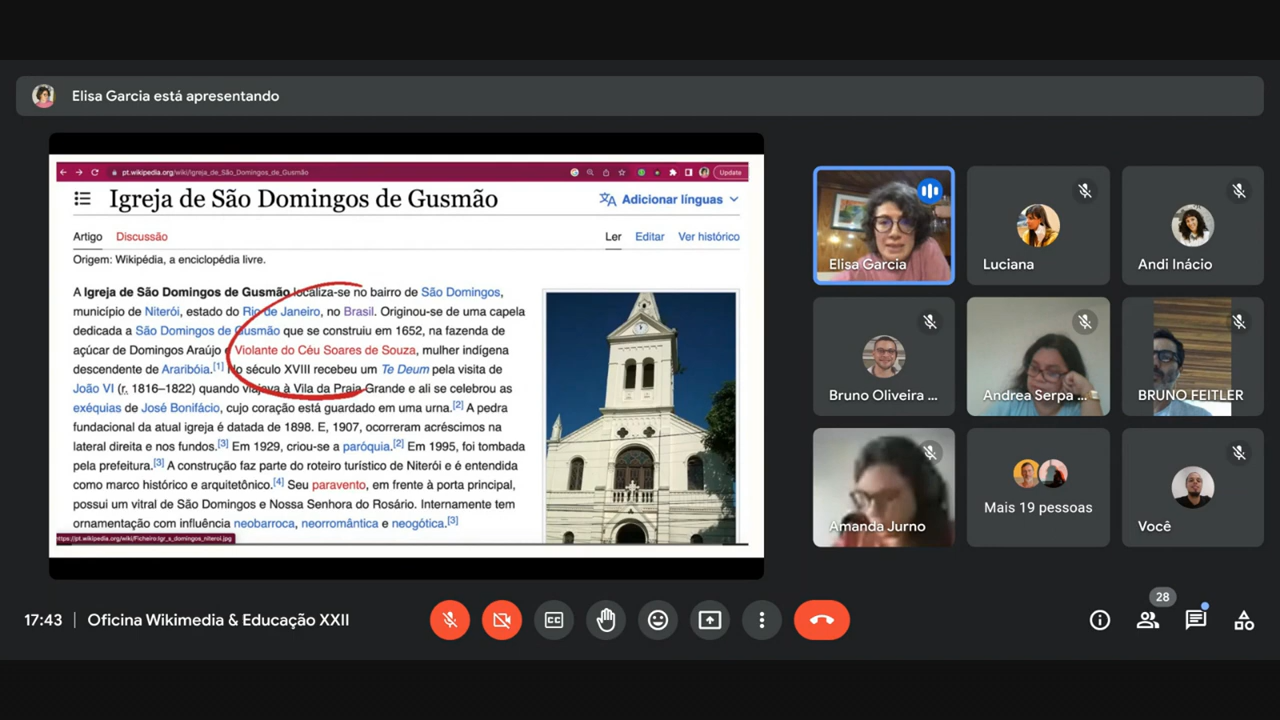 Elisa Garcia está apresentando
pt.wikipedia.org/wiki/Igreja_de_São_Domingos_de_Gusmão
Update
Igreja de São Domingos de Gusmão
Adicionar línguas
Artigo Discussão
Ler Editar Ver histórico
Origem: Wikipédia, a enciclopédia livre.
A Igreja de São Domingos de Gusmão localiza-se no bairro de São Domingos,
município de Niterói, estado do Rio de Janeiro, no Brasil. Originou-se de uma capela
dedicada a São Domingos de Gusmão que se construiu em 1652, na fazenda de
açúcar de Domingos Araújo e Violante do Céu Soares de Souza, mulher indígena
descendente de Araribóia.[1] No século XVIII recebeu um Te Deum pela visita de
João VI (r. 1816–1822) quando viajava à Vila da Praia Grande e ali se celebrou as
exéquias de José Bonifácio, cujo coração está guardado em uma urna.[2] A pedra
fundacional da atual igreja é datada de 1898. E, 1907, ocorreram acréscimos na
lateral direita e nos fundos.[3] Em 1929, criou-se a paróquia.[2] Em 1995, foi tombada
pela prefeitura.[3] A construção faz parte do roteiro turístico de Niterói e é entendida
como marco histórico e arquitetônico.[4] Seu paravento, em frente à porta principal,
possui um vitral de São Domingos e Nossa Senhora do Rosário. Internamente tem
ornamentação com influência neobarroca, neorromântica e neogótica.[3]
https://pt.wikipedia.org/wiki/Ficheiro:Igr_s_domingos_niteroi.jpg
Elisa Garcia
Luciana
Andi Inácio
Bruno Oliveira ...
Andrea Serpa ...
BRUNO FEITLER
Amanda Jurno
Mais 19 pessoas
Você
17:43 | Oficina Wikimedia & Educação XXII
CC
28